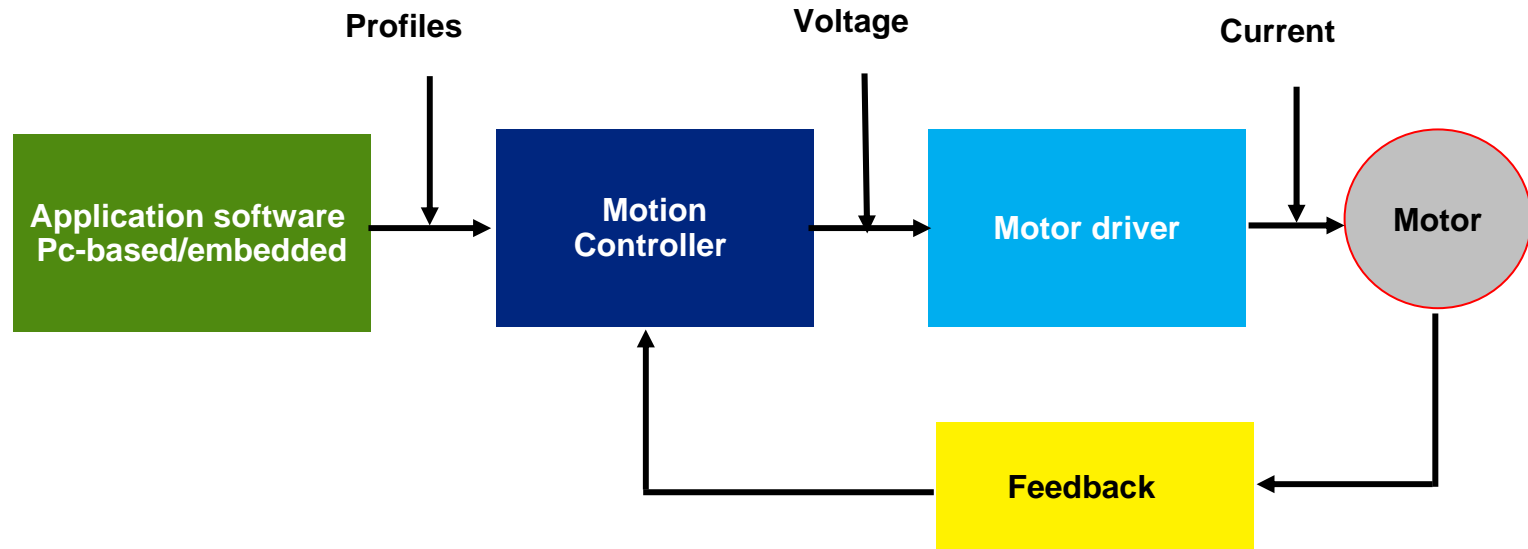 Profiles
Voltage
Current
Application software
Pc-based/embedded
Motion
Controller
Motor driver
Motor
Feedback